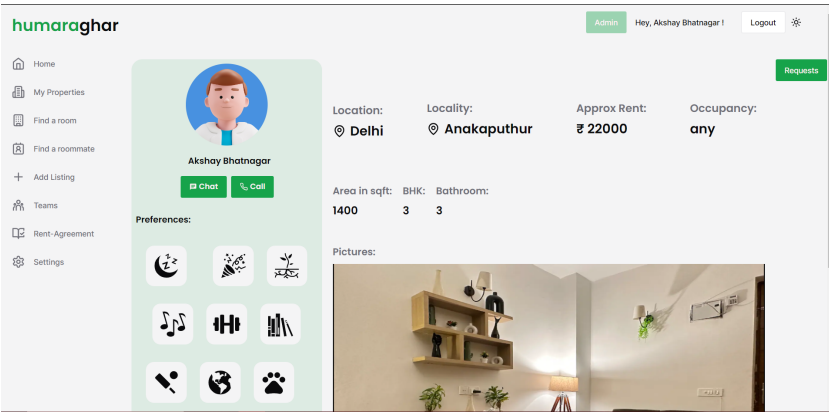 humaraghar
Admin
Hey, Akshay Bhatnagar !
Logout
Home
My Properties
Find a room
Find a roommate
Add Listing
Teams
Rent-Agreement
Settings
Akshay Bhatnagar
Chat
Call
Preferences:
Requests
Location:
Delhi
Locality:
Anakaputhur
Approx Rent:
₹ 22000
Occupancy:
any
Area in sqft:
1400
BHK:
3
Bathroom:
3
Pictures: